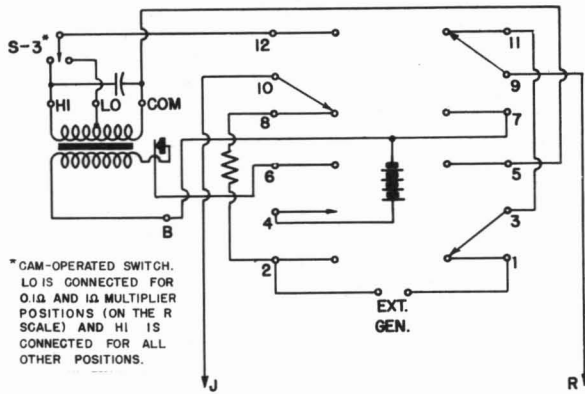 S-3*
12
11
HI
LO
COM
10
9
8
7
6
5
4
3
B
2
1
EXT.
GEN.
*CAM-OPERATED SWITCH.
LO IS CONNECTED FOR
0.1Ω AND 1Ω MULTIPLIER
POSITIONS (ON THE R
SCALE) AND HI IS
CONNECTED FOR ALL
OTHER POSITIONS.
J
R